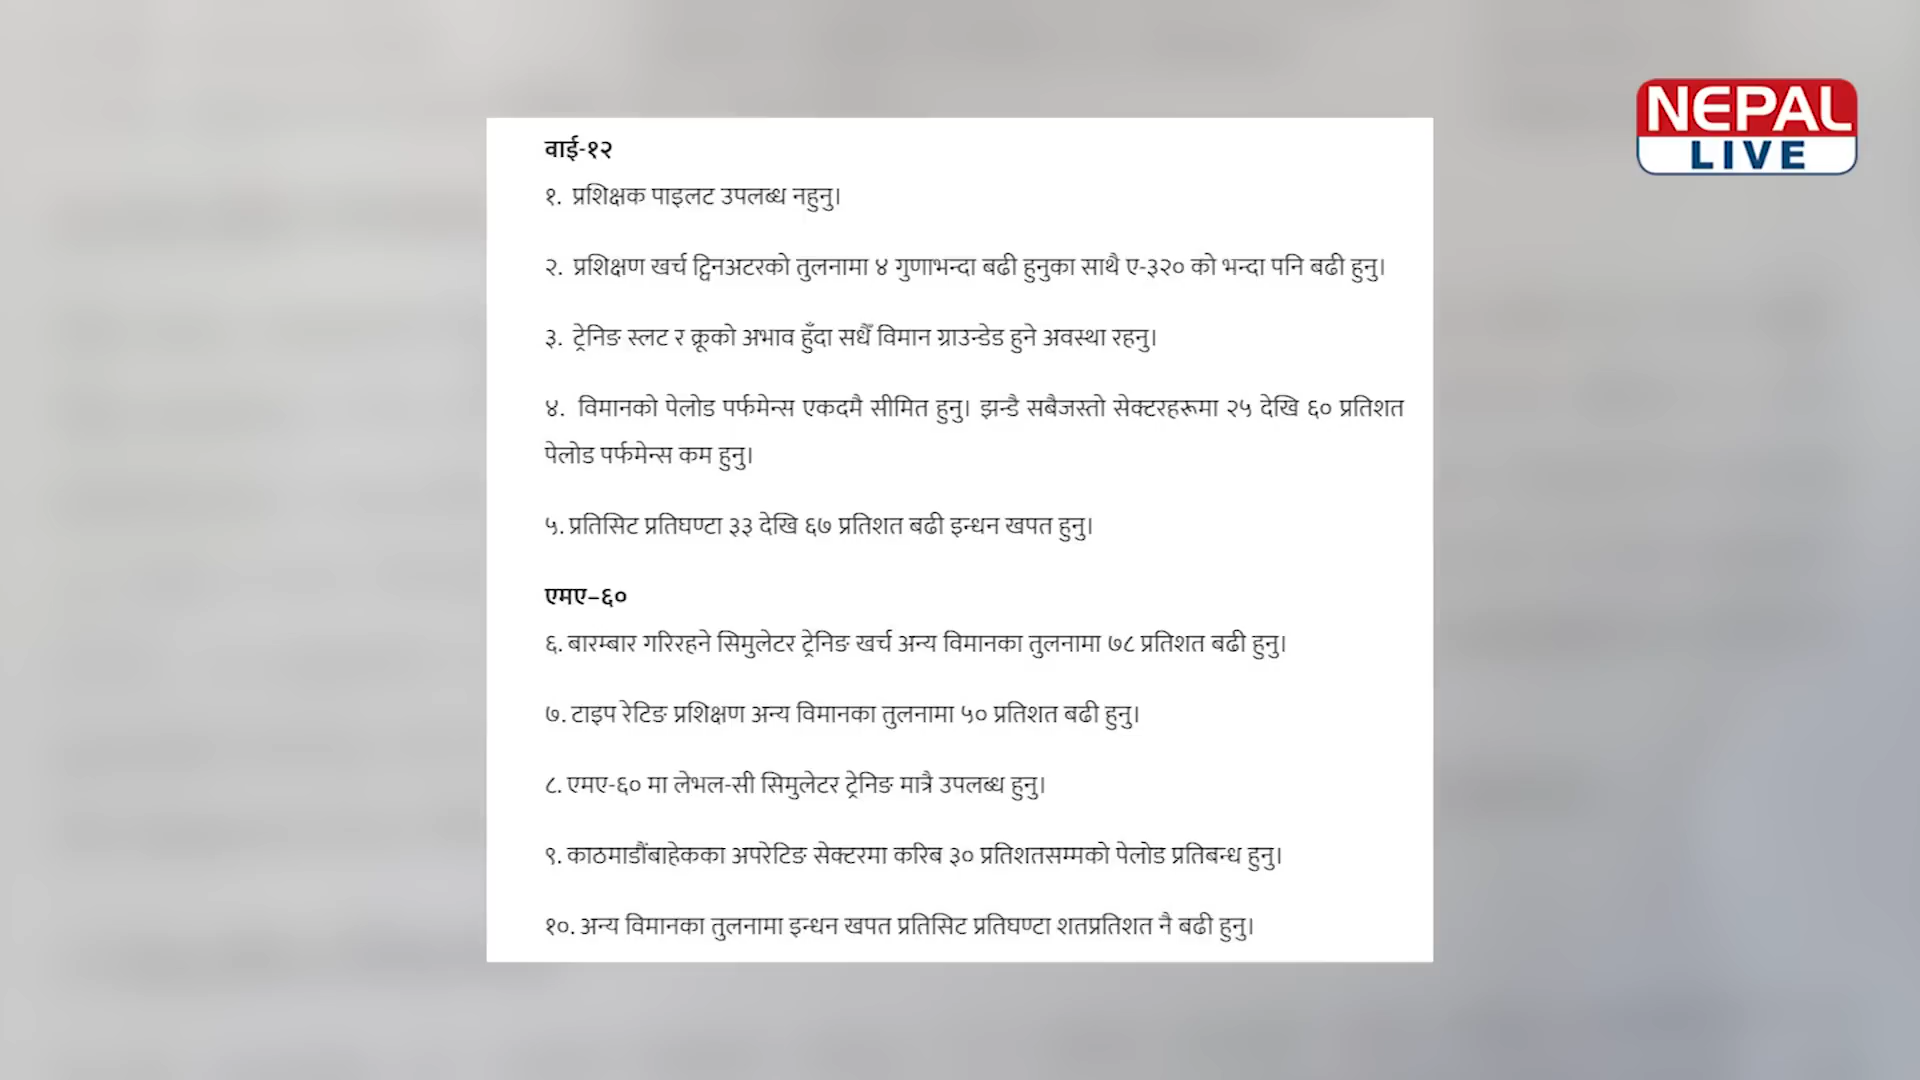 NEPAL
LIVE
वाई-१२
१. प्रशिक्षक पाइलट उपलब्ध नहुनु।
२. प्रशिक्षण खर्च ट्विनअटरको तुलनामा ४ गुणाभन्दा बढी हुनुका साथै ए-३२० को भन्दा पनि बढी हुनु।
३. ट्रेनिङ स्लट र क्रूको अभाव हुँदा सधैँ विमान ग्राउन्डेड हुने अवस्था रहनु।
४. विमानको पेलोड पर्फमेन्स एकदमै सीमित हुनु। झन्डै सबैजस्तो सेक्टरहरूमा २५ देखि ६० प्रतिशत
पेलोड पर्फमेन्स कम हुनु।
५. प्रतिसिट प्रतिघण्टा ३३ देखि ६७ प्रतिशत बढी इन्धन खपत हुनु।
एमए–६०
६. बारम्बार गरिरहने सिमुलेटर ट्रेनिङ खर्च अन्य विमानका तुलनामा ७८ प्रतिशत बढी हुनु।
७. टाइप रेटिङ प्रशिक्षण अन्य विमानका तुलनामा ५० प्रतिशत बढी हुनु।
८. एमए-६० मा लेभल-सी सिमुलेटर ट्रेनिङ मात्रै उपलब्ध हुनु।
९. काठमाडौंबाहेकका अपरेटिङ सेक्टरमा करिब ३० प्रतिशतसम्मको पेलोड प्रतिबन्ध हुनु।
१०. अन्य विमानका तुलनामा इन्धन खपत प्रतिसिट प्रतिघण्टा शतप्रतिशत नै बढी हुनु।